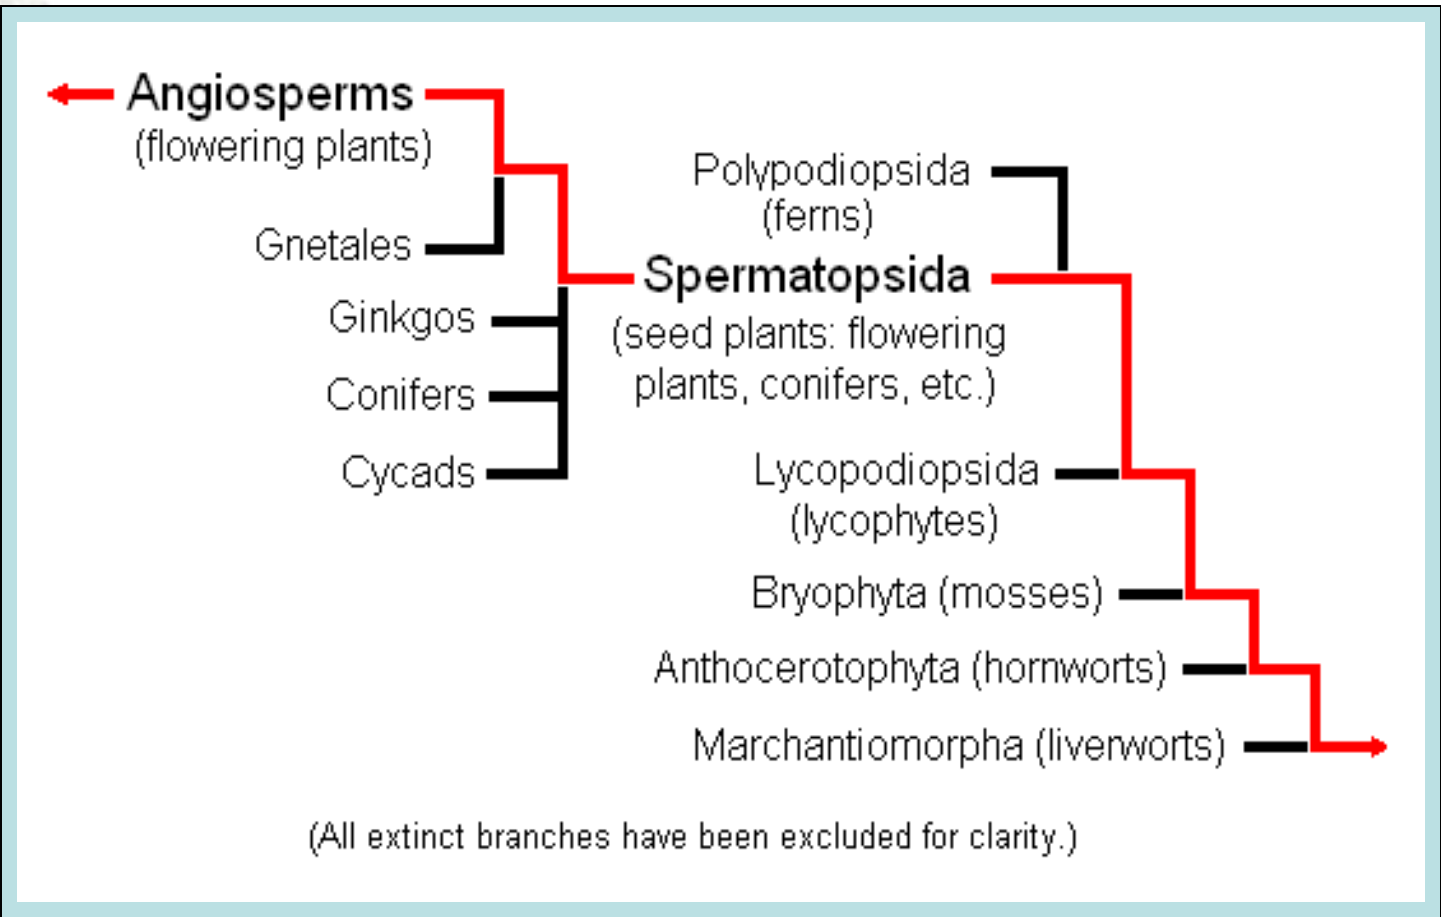 Angiosperms
(flowering plants)
Gnetales
Ginkgos
Conifers
Cycads
Polypodiopsida
(ferns)
Spermatopsida
(seed plants: flowering
plants, conifers, etc.)
Lycopodiopsida
(lycophytes)
Bryophyta (mosses)
Anthocerotophyta (hornworts)
Marchantiomorpha (liverworts)
(All extinct branches have been excluded for clarity.)